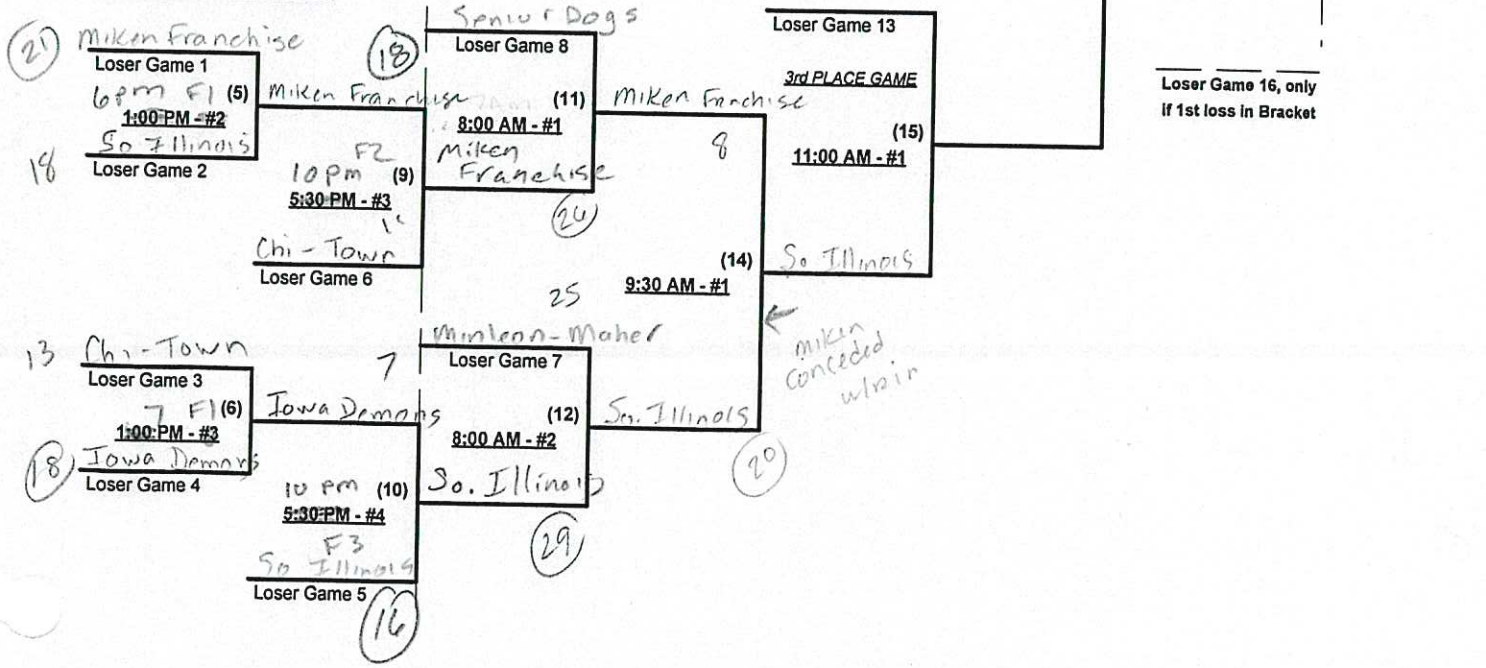 Senior Dogs
Loser Game 8
Loser Game 13
(21) Miken Franchise
Loser Game 1
(18)
6pm F1 (5)
1:00 PM - #2
So Illinois
18
Loser Game 2
Miken Franchise
(11)
8:00 AM - #1
Miken
Franchise
(24)
F2
10 pm (9)
5:30 PM - #3
Chi-Town
Loser Game 6
Miken Franchise
8
3rd PLACE GAME
(15)
11:00 AM - #1
Loser Game 16, only
if 1st loss in Bracket
(14)
9:30 AM - #1
So Illinois
25
Miken
conceded
13 Chi-Town
Loser Game 3
7 F1 (6)
1:00 PM - #3
(18) Iowa Demons
Loser Game 4
Iowa Demons
7
Minleon-Maher
Loser Game 7
(12)
8:00 AM - #2
So. Illinois
(29)
So. Illinois
(20)
10 pm (10)
5:30 PM - #4
F3
So Illinois
Loser Game 5
(16)